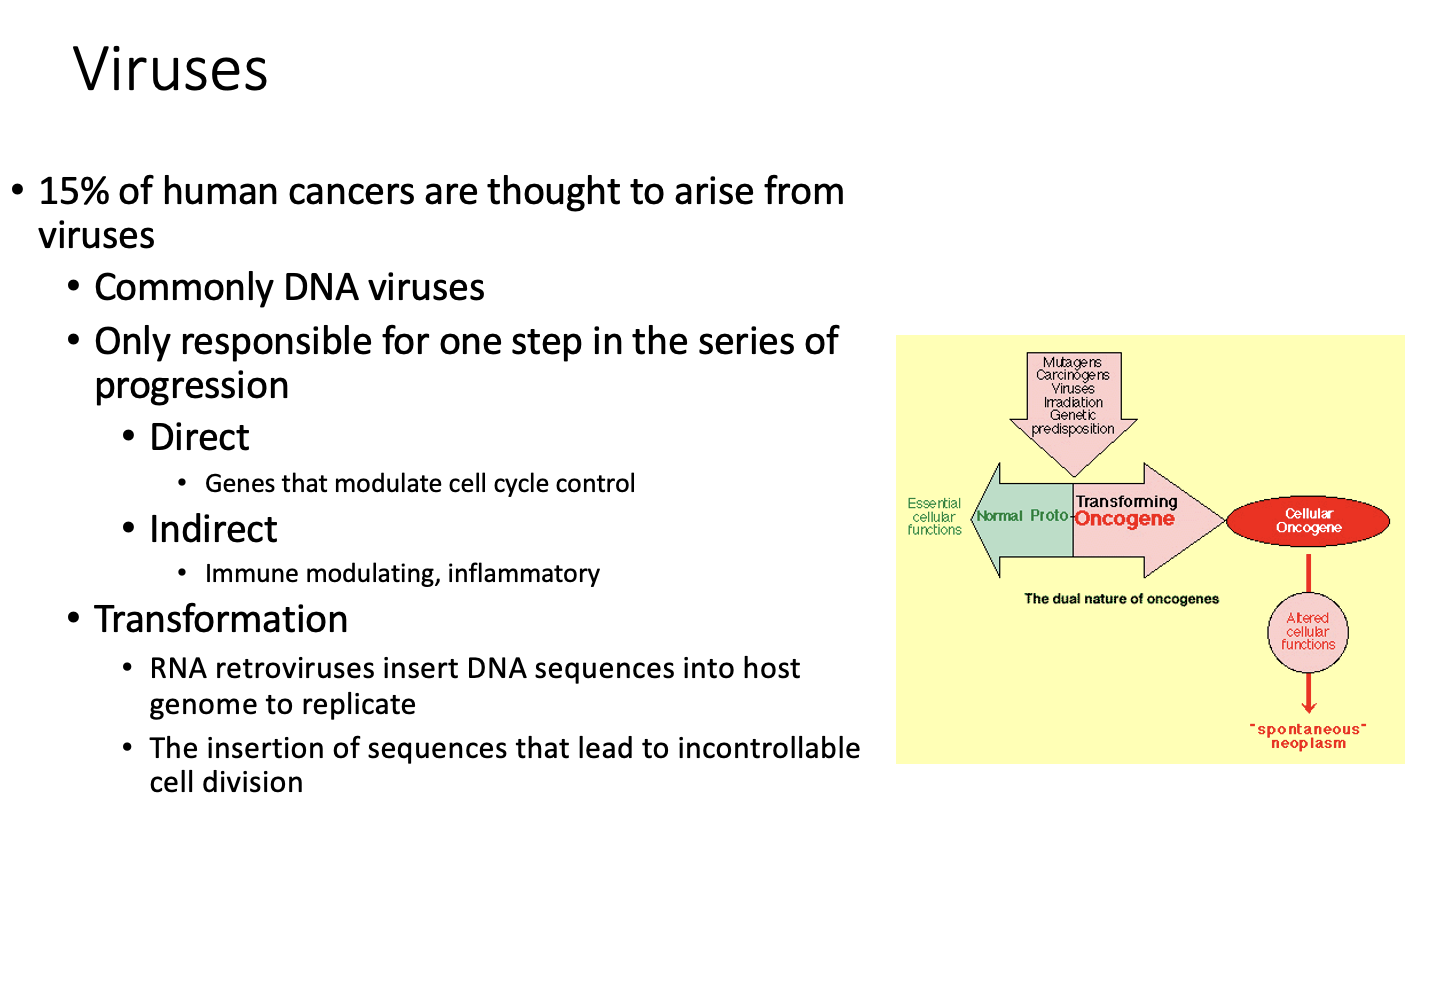 Viruses
• 15% of human cancers are thought to arise from
viruses
• Commonly DNA viruses
• Only responsible for one step in the series of
progression
• Direct
• Genes that modulate cell cycle control
• Indirect
• Immune modulating, inflammatory
• Transformation
• RNA retroviruses insert DNA sequences into host
genome to replicate
• The insertion of sequences that lead to incontrollable
cell division
Mutagens
Carcinogens
Viruses
Irradiation
Genetic
predisposition
Essential
cellular
functions
Normal Proto-
Transforming
Oncogene
Cellular
Oncogene
The dual nature of oncogenes
Altered
cellular
functions
"spontaneous"
neoplasm